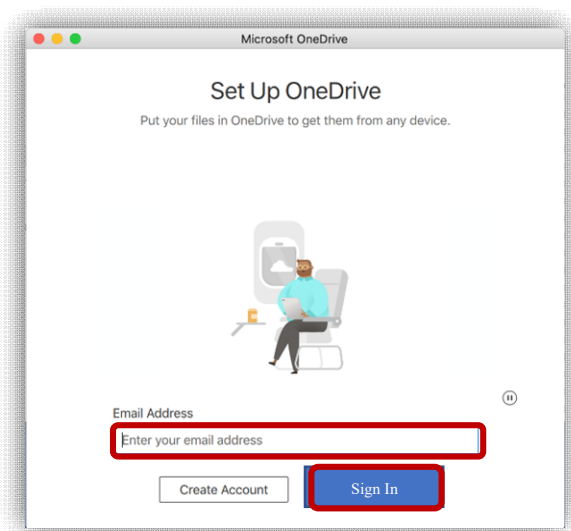 Microsoft OneDrive
Set Up OneDrive
Put your files in OneDrive to get them from any device.
Email Address
Enter your email address
Create Account
Sign In